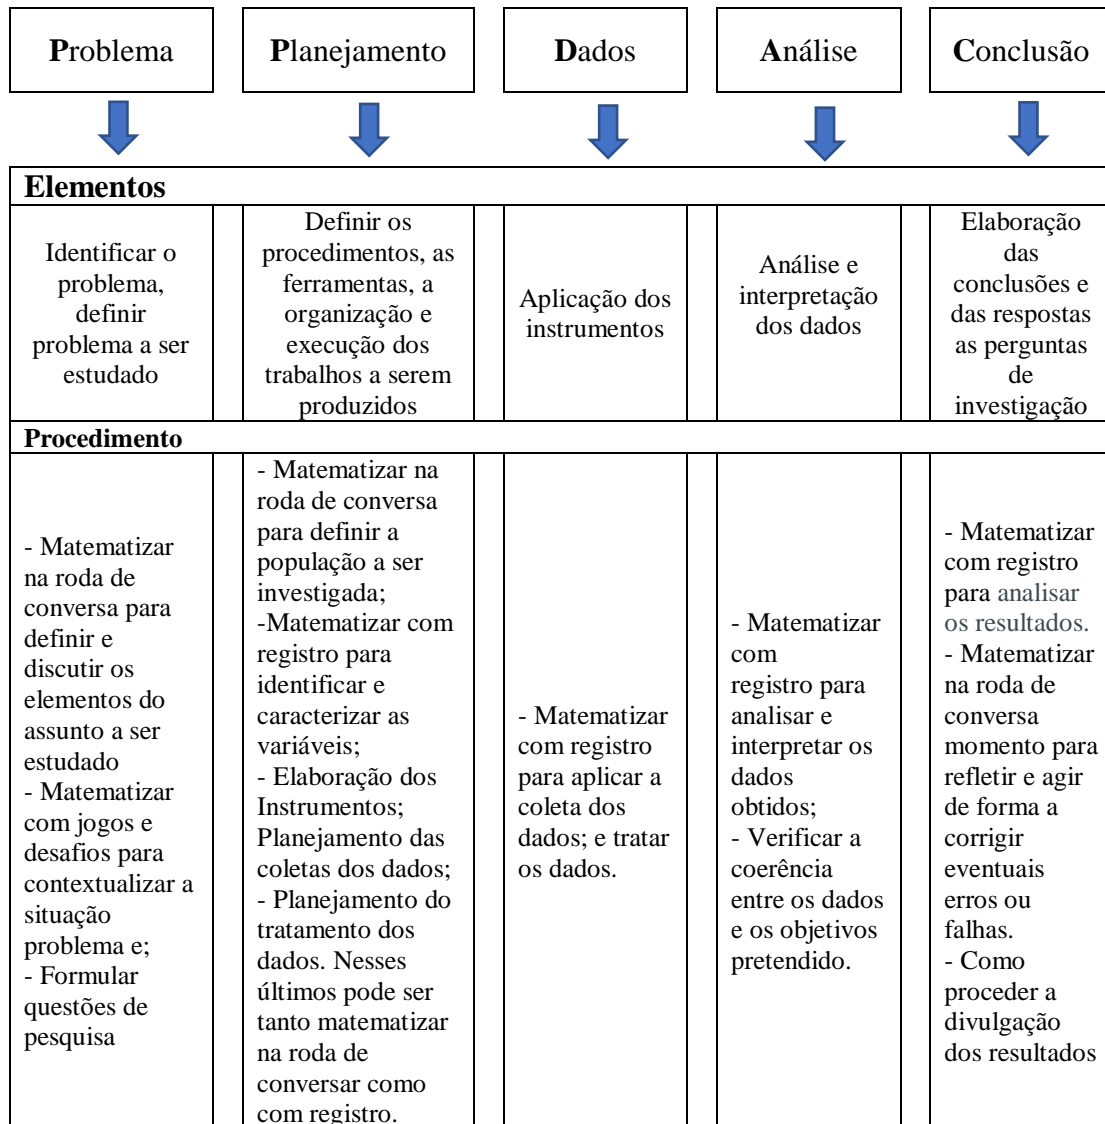 Problema
Planejamento
Dados
Análise
Conclusão
Elementos
Identificar o
problema,
definir
problema a ser
estudado
Definir os
procedimentos, as
ferramentas, a
organização e
execução dos
trabalhos a serem
produzidos
Aplicação dos
instrumentos
Análise e
interpretação
dos dados
Elaboração
das
conclusões e
das respostas
as perguntas
de
investigação
Procedimento
- Matematizar
na roda de
conversa para
definir e
discutir os
elementos do
assunto a ser
estudado
- Matematizar
com jogos e
desafios para
contextualizar a
situação
problema e;
- Formular
questões de
pesquisa
- Matematizar na
roda de conversa
para definir a
população a ser
investigada;
-Matematizar com
registro para
identificar e
caracterizar as
variáveis;
- Elaboração dos
Instrumentos;
Planejamento das
coletas dos dados;
- Planejamento do
tratamento dos
dados. Nesses
últimos pode ser
tanto matematizar
na roda de
conversar como
com registro.
- Matematizar
com registro
para aplicar a
coleta dos
dados; e tratar
os dados.
- Matematizar
com
registro para
analisar e
interpretar os
dados
obtidos;
- Verificar a
coerência
entre os dados
e os objetivos
pretendido.
- Matematizar
com registro
para analisar
os resultados.
- Matematizar
na roda de
conversa
momento para
refletir e agir
de forma a
corrigir
eventuais
erros ou
falhas.
- Como
proceder a
divulgação
dos resultados